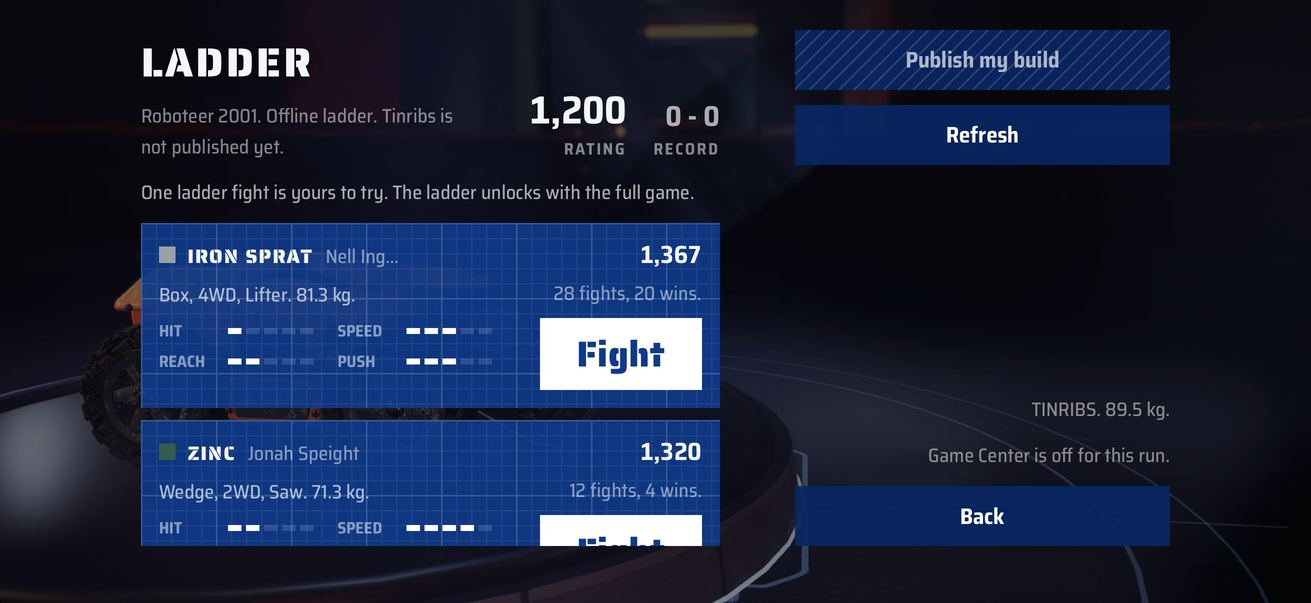 LADDER
Roboteer 2001. Offline ladder. Tinribs is
not published yet.
1,200
RATING
0 - 0
RECORD
One ladder fight is yours to try. The ladder unlocks with the full game.
IRON SPRAT Nell Ing...
1,367
Box, 4WD, Lifter. 81.3 kg.
28 fights, 20 wins.
HIT
SPEED
REACH
PUSH
Fight
ZINC Jonah Speight
1,320
Wedge, 2WD, Saw. 71.3 kg.
12 fights, 4 wins.
HIT
SPEED
Fight
Publish my build
Refresh
TINRIBS. 89.5 kg.
Game Center is off for this run.
Back